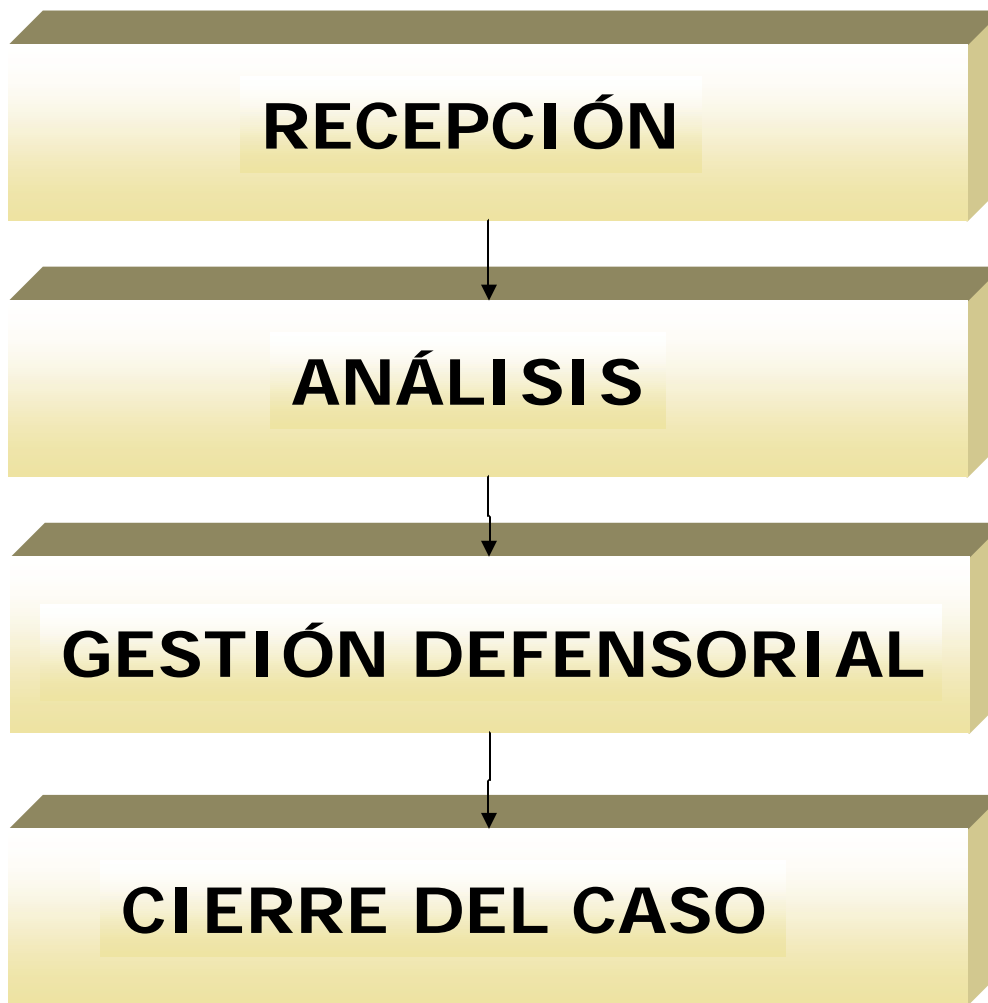 RECEPCIÓN
ANÁLISIS
GESTIÓN DEFENSORIAL
CIERRE DEL CASO